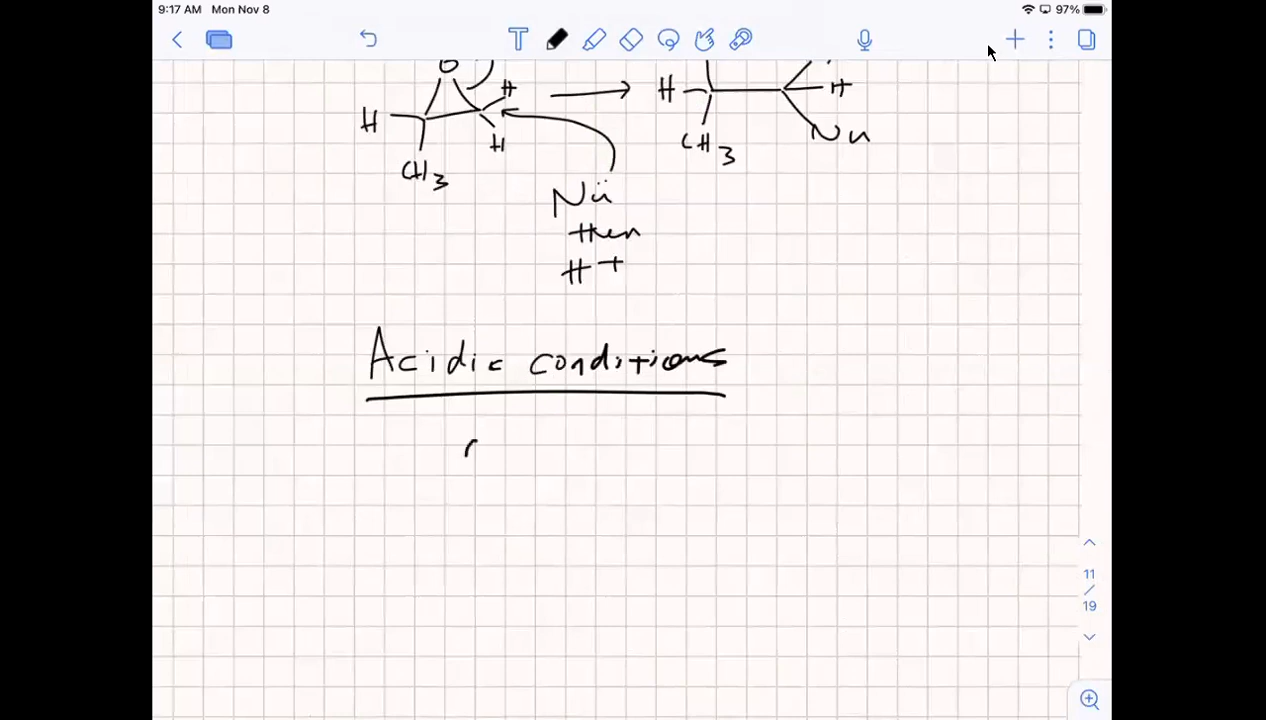 9:17 AM Mon Nov 8
97%
T
O
H
H
H
CH3
H
H
CH3
Nu
Nu
then
H+
Acidic conditions
11
/
19